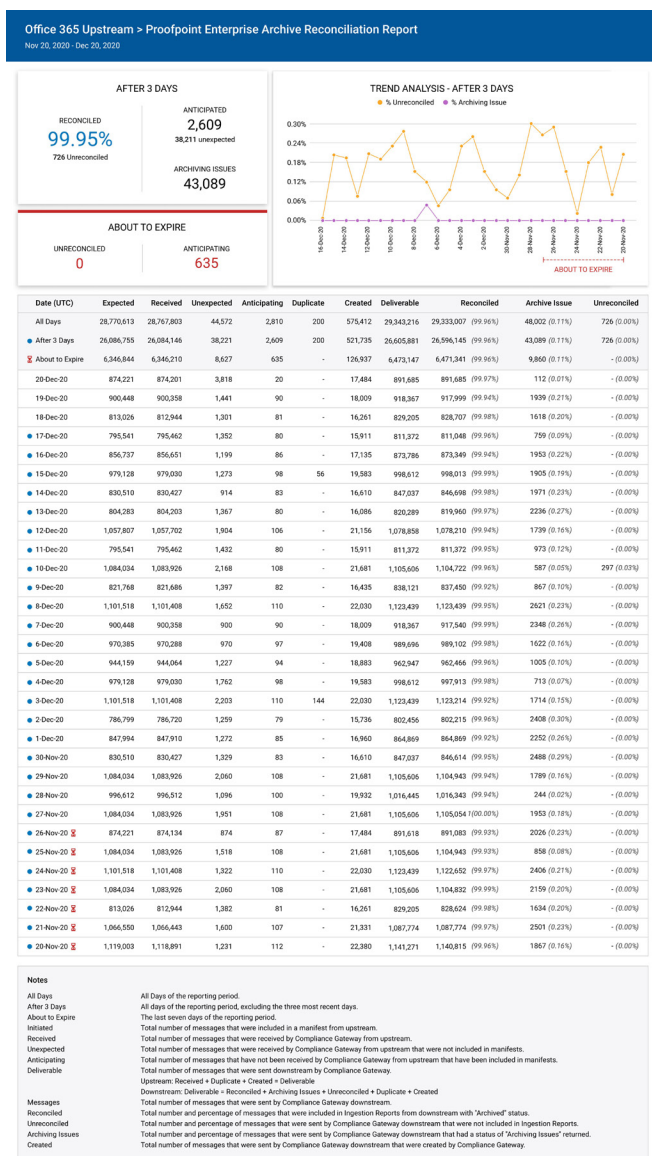 Office 365 Upstream > Proofpoint Enterprise Archive Reconciliation Report
Nov 20, 2020 - Dec 20, 2020
AFTER 3 DAYS
RECONCILED
99.95%
726 Unreconciled
ANTICIPATED
2,609
38,211 unexpected
ARCHIVING ISSUES
43,089
ABOUT TO EXPIRE
UNRECONCILED
0
ANTICIPATING
635
TREND ANALYSIS - AFTER 3 DAYS
% Unreconciled % Archiving Issue
0.30%
0.24%
0.18%
0.12%
0.06%
0.00%
16-Dec-20 14-Dec-20 12-Dec-20 10-Dec-20 8-Dec-20 6-Dec-20 4-Dec-20 2-Dec-20 30-Nov-20 28-Nov-20 26-Nov-20 24-Nov-20 22-Nov-20 20-Nov-20
ABOUT TO EXPIRE
Date (UTC) Expected Received Unexpected Anticipating Duplicate Created Deliverable Reconciled Archive Issue Unreconciled
All Days 28,770,613 28,767,803 44,572 2,810 200 575,412 29,343,216 29,333,007 (99.96%) 48,002 (0.11%) 726 (0.00%)
After 3 Days 26,086,755 26,084,146 38,221 2,609 200 521,735 26,605,881 26,596,145 (99.96%) 43,089 (0.11%) 726 (0.00%)
About to Expire 6,346,844 6,346,210 8,627 635 - 126,937 6,473,147 6,471,341 (99.96%) 9,860 (0.11%) - (0.00%)
20-Dec-20 874,221 874,201 3,818 20 - 17,484 891,685 891,685 (99.97%) 112 (0.01%) - (0.00%)
19-Dec-20 900,448 900,358 1,441 90 - 18,009 918,367 917,999 (99.94%) 1939 (0.21%) - (0.00%)
18-Dec-20 813,026 812,944 1,301 81 - 16,261 829,205 828,707 (99.98%) 1618 (0.20%) - (0.00%)
17-Dec-20 795,541 795,462 1,352 80 - 15,911 811,372 811,048 (99.96%) 759 (0.09%) - (0.00%)
16-Dec-20 856,737 856,651 1,199 86 - 17,135 873,786 873,349 (99.94%) 1953 (0.22%) - (0.00%)
15-Dec-20 979,128 979,030 1,273 98 56 19,583 998,612 998,013 (99.99%) 1905 (0.19%) - (0.00%)
14-Dec-20 830,510 830,427 914 83 - 16,610 847,037 846,698 (99.98%) 1971 (0.23%) - (0.00%)
13-Dec-20 804,283 804,203 1,367 80 - 16,086 820,289 819,960 (99.97%) 2236 (0.27%) - (0.00%)
12-Dec-20 1,057,807 1,057,702 1,904 106 - 21,156 1,078,858 1,078,210 (99.94%) 1739 (0.16%) - (0.00%)
11-Dec-20 795,541 795,462 1,432 80 - 15,911 811,372 811,372 (99.95%) 973 (0.12%) - (0.00%)
10-Dec-20 1,084,034 1,083,926 2,168 108 - 21,681 1,105,606 1,104,722 (99.96%) 587 (0.05%) 297 (0.03%)
9-Dec-20 821,768 821,686 1,397 82 - 16,435 838,121 837,450 (99.92%) 867 (0.10%) - (0.00%)
8-Dec-20 1,101,518 1,101,408 1,652 110 - 22,030 1,123,439 1,123,439 (99.95%) 2621 (0.23%) - (0.00%)
7-Dec-20 900,448 900,358 900 90 - 18,009 918,367 917,540 (99.99%) 2348 (0.26%) - (0.00%)
6-Dec-20 970,385 970,288 970 97 - 19,408 989,696 989,102 (99.98%) 1622 (0.16%) - (0.00%)
5-Dec-20 944,159 944,064 1,227 94 - 18,883 962,947 962,466 (99.96%) 1005 (0.10%) - (0.00%)
4-Dec-20 979,128 979,030 1,762 98 - 19,583 998,612 997,913 (99.98%) 713 (0.07%) - (0.00%)
3-Dec-20 1,101,518 1,101,408 2,203 110 144 22,030 1,123,439 1,123,214 (99.92%) 1714 (0.15%) - (0.00%)
2-Dec-20 786,799 786,720 1,259 79 - 15,736 802,456 802,215 (99.96%) 2408 (0.30%) - (0.00%)
1-Dec-20 847,994 847,910 1,272 85 - 16,960 864,869 864,869 (99.92%) 2252 (0.26%) - (0.00%)
30-Nov-20 830,510 830,427 1,329 83 - 16,610 847,037 846,614 (99.95%) 2488 (0.29%) - (0.00%)
29-Nov-20 1,084,034 1,083,926 2,060 108 - 21,681 1,105,606 1,104,943 (99.94%) 1789 (0.16%) - (0.00%)
28-Nov-20 996,612 996,512 1,096 100 - 19,932 1,016,445 1,016,343 (99.94%) 244 (0.02%) - (0.00%)
27-Nov-20 1,084,034 1,083,926 1,951 108 - 21,681 1,105,606 1,105,054 100.00%) 1953 (0.18%) - (0.00%)
26-Nov-20 874,221 874,134 874 87 - 17,484 891,618 891,083 (99.93%) 2026 (0.23%) - (0.00%)
25-Nov-20 1,084,034 1,083,926 1,518 108 - 21,681 1,105,606 1,104,943 (99.93%) 858 (0.08%) - (0.00%)
24-Nov-20 1,101,518 1,101,408 1,322 110 - 22,030 1,123,439 1,122,652 (99.97%) 2406 (0.21%) - (0.00%)
23-Nov-20 1,084,034 1,083,926 2,060 108 - 21,681 1,105,606 1,104,832 (99.99%) 2159 (0.20%) - (0.00%)
22-Nov-20 813,026 812,944 1,382 81 - 16,261 829,205 828,624 (99.98%) 1634 (0.20%) - (0.00%)
21-Nov-20 1,066,550 1,066,443 1,600 107 - 21,331 1,087,774 1,087,774 (99.97%) 2501 (0.23%) - (0.00%)
20-Nov-20 1,119,003 1,118,891 1,231 112 - 22,380 1,141,271 1,140,815 (99.96%) 1867 (0.16%) - (0.00%)
Notes
All Days All Days of the reporting period.
After 3 Days All days of the reporting period, excluding the three most recent days.
About to Expire The last seven days of the reporting period.
Initiated Total number of messages that were included in a manifest from upstream.
Received Total number of messages that were received by Compliance Gateway from upstream.
Unexpected Total number of messages that were received by Compliance Gateway from upstream that were not included in manifests.
Anticipating Total number of messages that have not been received by Compliance Gateway from upstream that have been included in manifests.
Deliverable Total number of messages that were sent downstream by Compliance Gateway.
Upstream: Received + Duplicate + Created = Deliverable
Downstream: Deliverable = Reconciled + Archiving Issues + Unreconciled + Duplicate + Created
Messages Total number of messages that were sent by Compliance Gateway downstream.
Reconciled Total number and percentage of messages that were included in Ingestion Reports from downstream with "Archived" status.
Unreconciled Total number and percentage of messages that were sent by Compliance Gateway downstream that were not included in Ingestion Reports.
Archiving Issues Total number and percentage of messages that were sent by Compliance Gateway downstream that had a status of "Archiving Issues" returned.
Created Total number of messages that were sent by Compliance Gateway downstream that were created by Compliance Gateway.